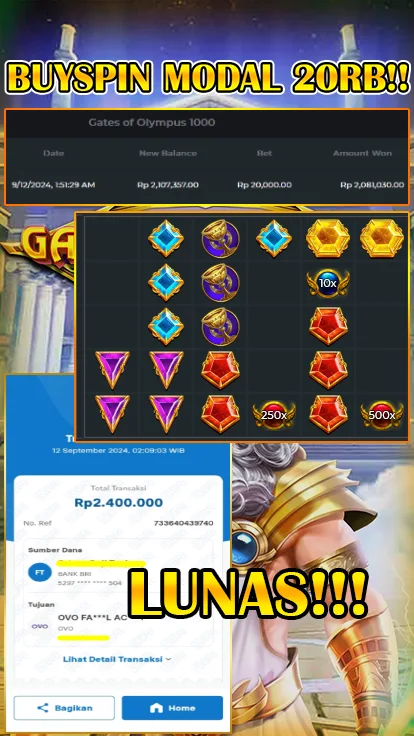 BUYSPIN MODAL 20RB!!
Gates of Olympus 1000
Date New Balance Bet Amount Won
9/12/2024, 1:51:29 AM Rp 2,107,357.00 Rp 20,000.00 Rp 2,081,030.00
GA
10x
250x 500x
12 September 2024, 02:09:03 WIB
Total Transaksi
Rp2.400.000
No. Ref 733640439740
Sumber Dana
FT
BANK BRI
5297 **** **** 504
Tujuan
OVO OVO FA***L AC
OVO
Lihat Detail Transaksi
Bagikan Home
LUNAS!!!